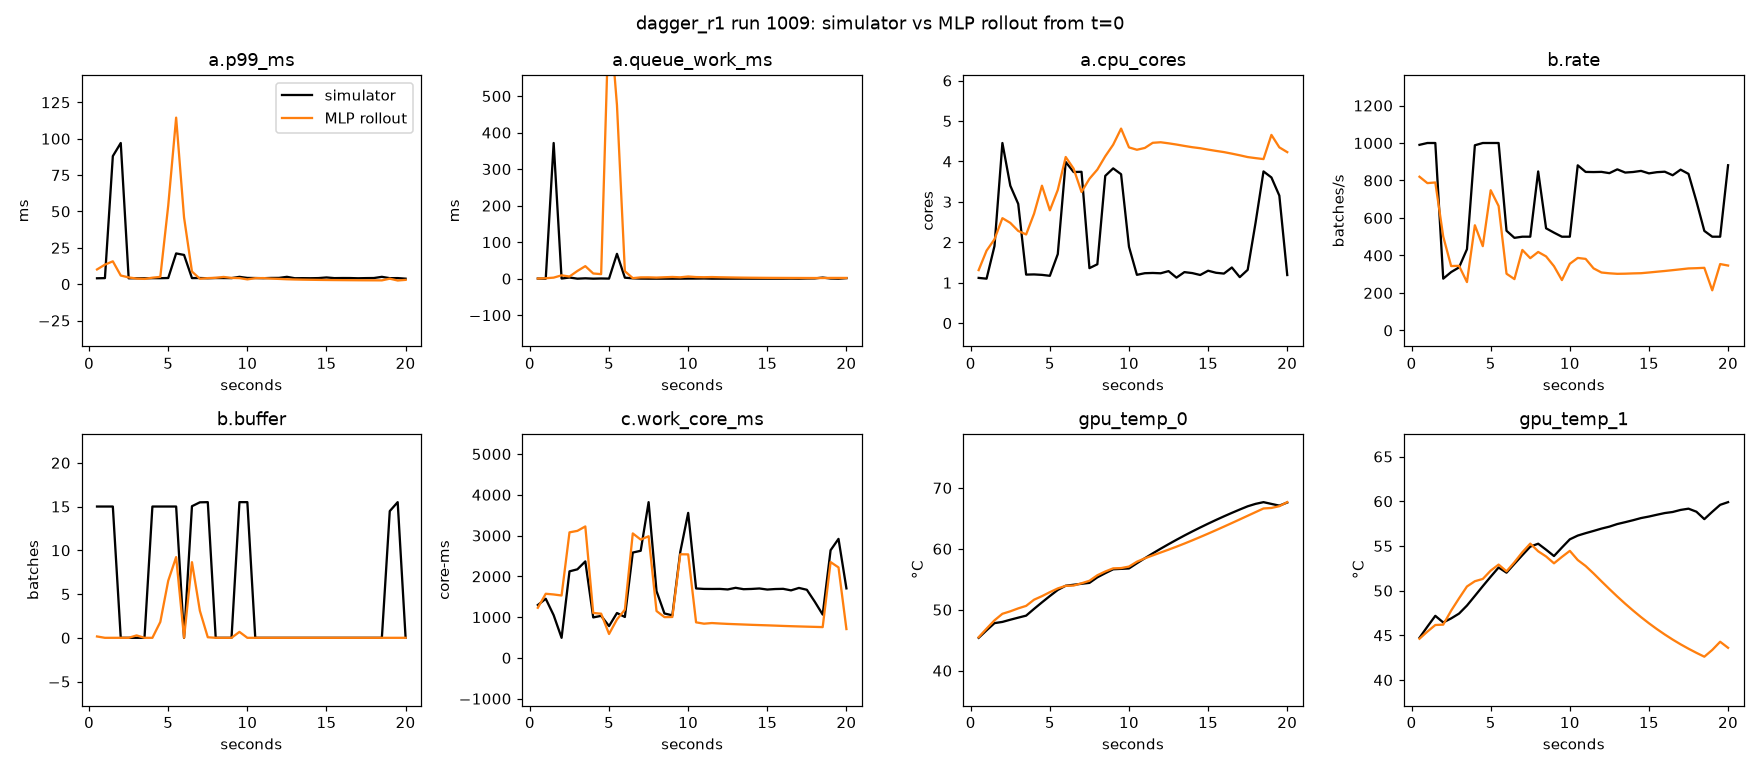 dagger_r1 run 1009: simulator vs MLP rollout from t=0
a.p99_ms
ms
125
100
75
50
25
0
−25
simulator
MLP rollout
0 5 10 15 20
seconds
a.queue_work_ms
ms
500
400
300
200
100
0
−100
0 5 10 15 20
seconds
a.cpu_cores
cores
6
5
4
3
2
1
0
0 5 10 15 20
seconds
b.rate
batches/s
1200
1000
800
600
400
200
0
0 5 10 15 20
seconds
b.buffer
batches
20
15
10
5
0
−5
0 5 10 15 20
seconds
c.work_core_ms
core-ms
5000
4000
3000
2000
1000
0
−1000
0 5 10 15 20
seconds
gpu_temp_0
°C
70
60
50
40
0 5 10 15 20
seconds
gpu_temp_1
°C
65
60
55
50
45
40
0 5 10 15 20
seconds